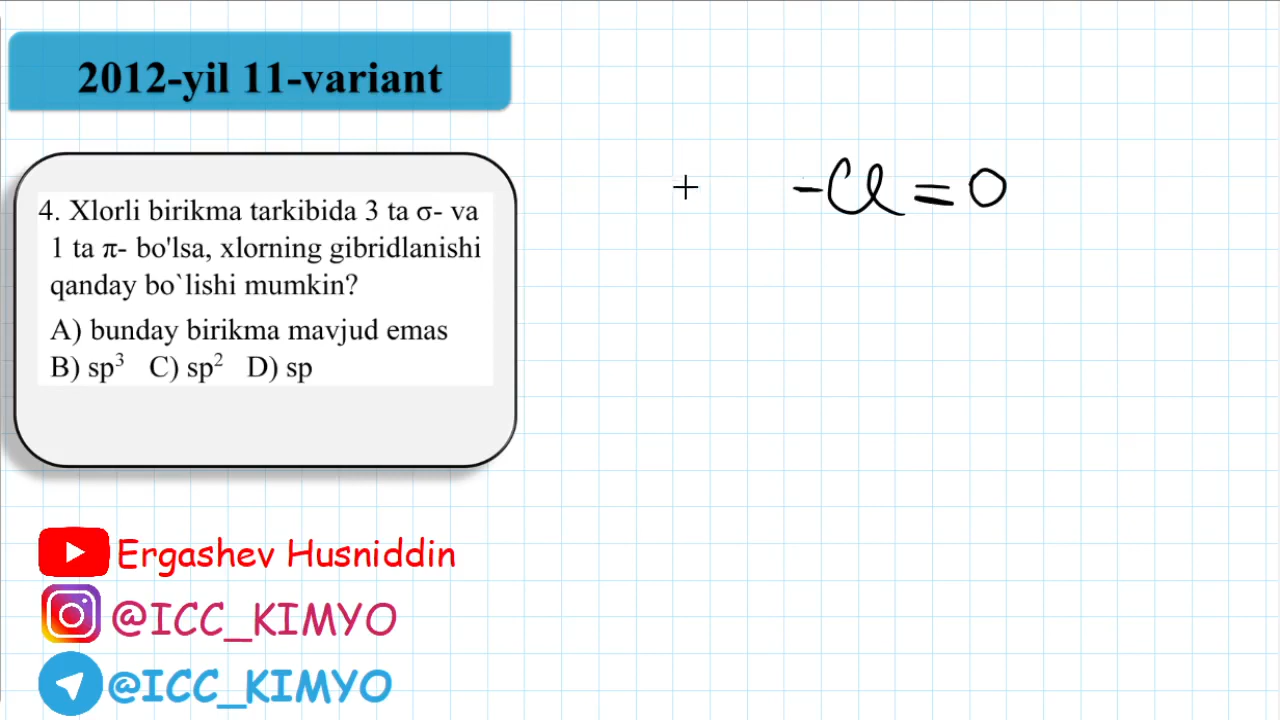 2012-yil 11-variant
4. Xlorli birikma tarkibida 3 ta σ- va
1 ta π- bo'lsa, xlorning gibridlanishi
qanday bo`lishi mumkin?
A) bunday birikma mavjud emas
B) sp³ C) sp² D) sp
-Cl=O
Ergashev Husniddin
@ICC_KIMYO
@ICC_KIMYO